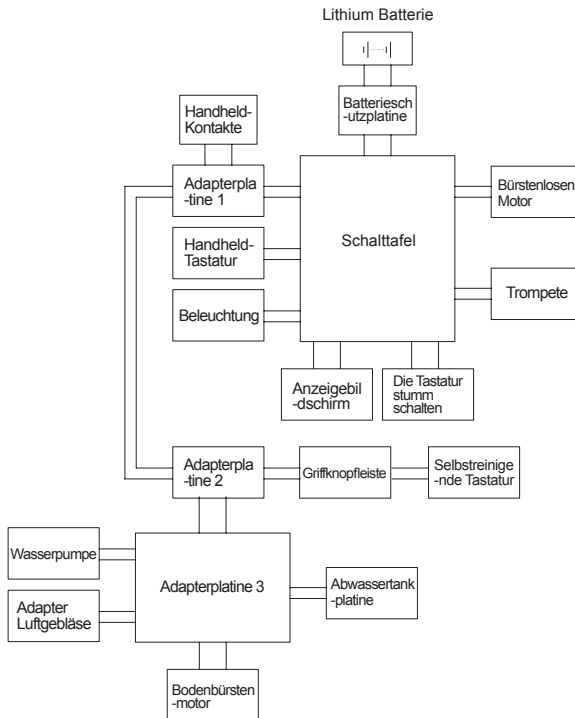 Lithium Batterie
Batteriesch
-utzplatine
Handheld-
Kontakte
Adapterpla
-tine 1
Schalttafel
Bürstenlosen
Motor
Handheld-
Tastatur
Trompete
Beleuchtung
Anzeigebil
-dschirm
Die Tastatur
stumm
schalten
Adapterpla
-tine 2
Griffknopfleiste
Selbstreinige
-nde Tastatur
Wasserpumpe
Adapterplatine 3
Abwassertank
-platine
Adapter
Luftgebläse
Bodenbürsten
-motor